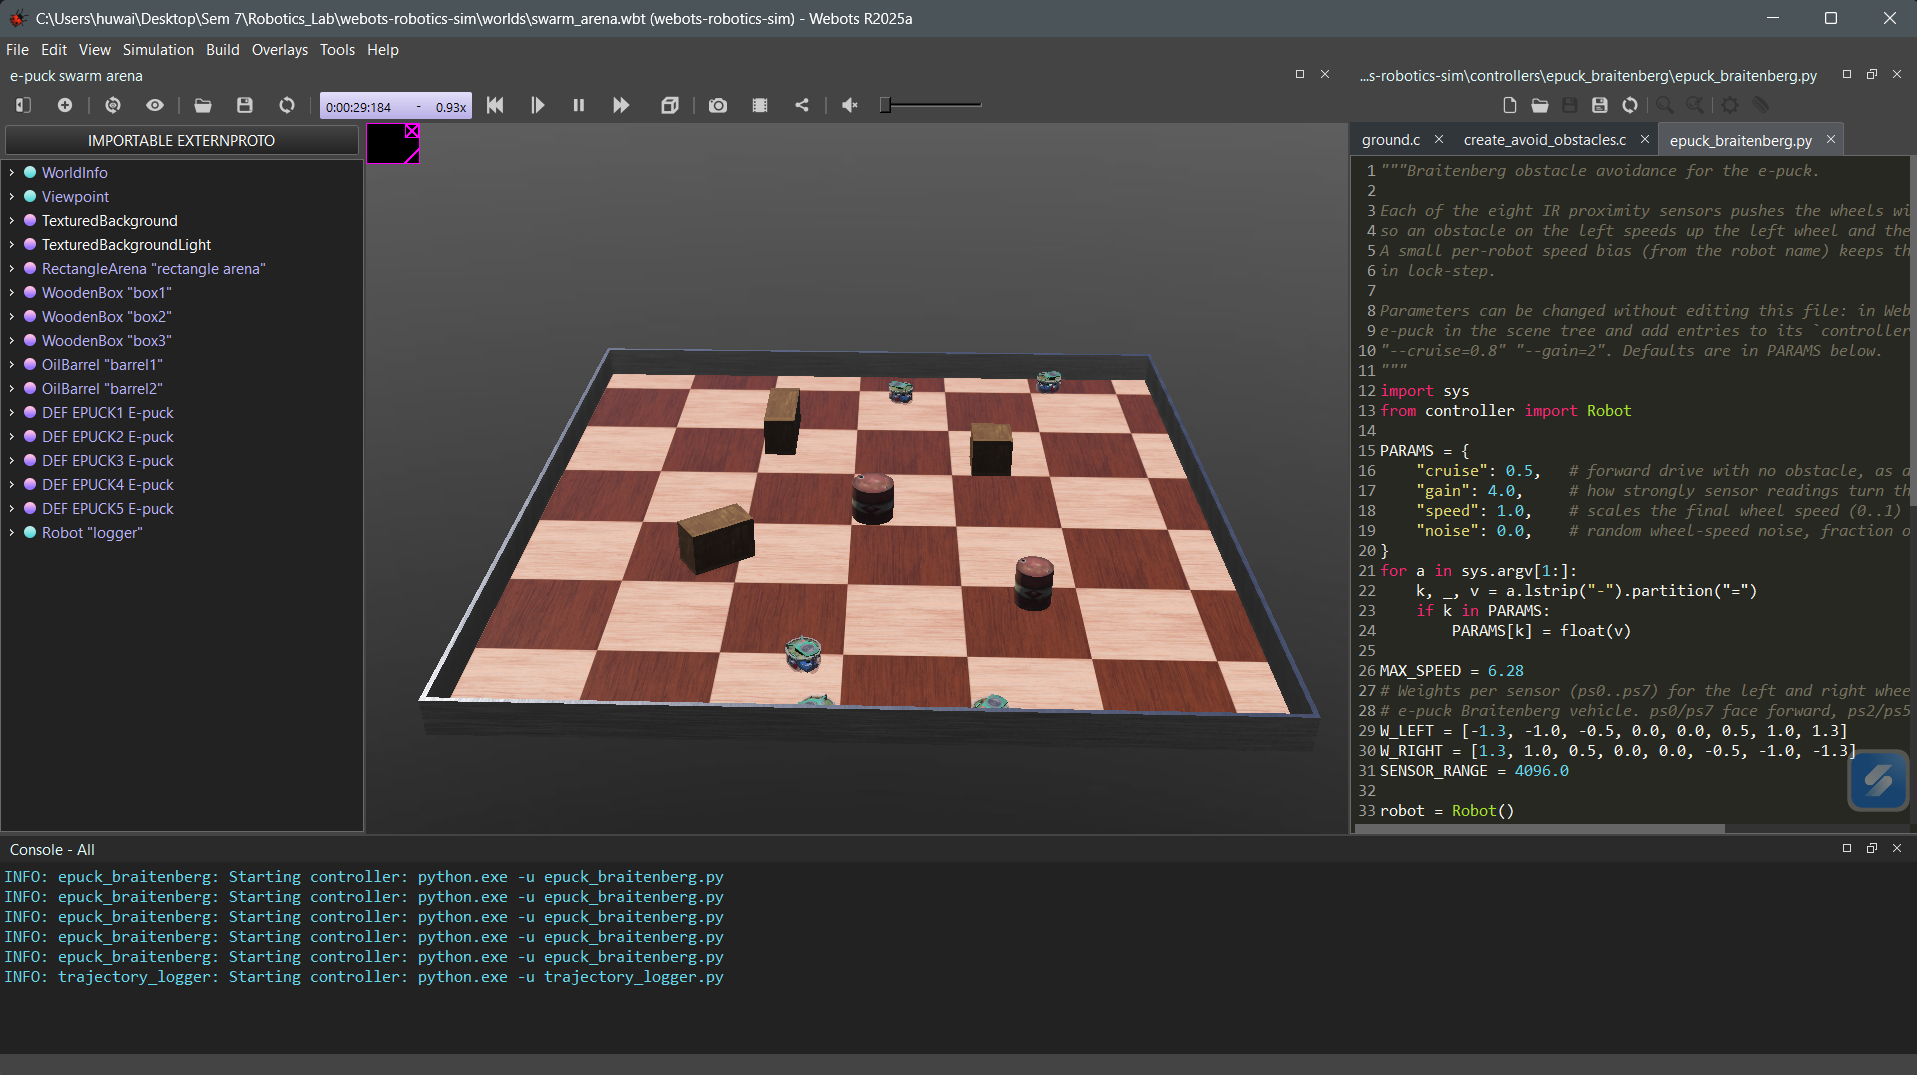 C:\Users\huwai\Desktop\Sem 7\Robotics_Lab\webots-robotics-sim\worlds\swarm_arena.wbt (webots-robotics-sim) - Webots R2025a
File Edit View Simulation Build Overlays Tools Help
e-puck swarm arena
0:00:29:184 - 0.93x
IMPORTABLE EXTERNPROTO
WorldInfo
Viewpoint
TexturedBackground
TexturedBackgroundLight
RectangleArena "rectangle arena"
WoodenBox "box1"
WoodenBox "box2"
WoodenBox "box3"
OilBarrel "barrel1"
OilBarrel "barrel2"
DEF EPUCK1 E-puck
DEF EPUCK2 E-puck
DEF EPUCK3 E-puck
DEF EPUCK4 E-puck
DEF EPUCK5 E-puck
Robot "logger"
...s-robotics-sim\controllers\epuck_braitenberg\epuck_braitenberg.py
ground.c create_avoid_obstacles.c epuck_braitenberg.py
1 """Braitenberg obstacle avoidance for the e-puck.
2
3 Each of the eight IR proximity sensors pushes the wheels wi
4 so an obstacle on the left speeds up the left wheel and the
5 A small per-robot speed bias (from the robot name) keeps th
6 in lock-step.
7
8 Parameters can be changed without editing this file: in Web
9 e-puck in the scene tree and add entries to its `controller
10 "--cruise=0.8" "--gain=2". Defaults are in PARAMS below.
11 """
12 import sys
13 from controller import Robot
14
15 PARAMS = {
16 "cruise": 0.5, # forward drive with no obstacle, as a
17 "gain": 4.0, # how strongly sensor readings turn th
18 "speed": 1.0, # scales the final wheel speed (0..1)
19 "noise": 0.0, # random wheel-speed noise, fraction o
20 }
21 for a in sys.argv[1:]:
22 k, _, v = a.lstrip("-").partition("=")
23 if k in PARAMS:
24 PARAMS[k] = float(v)
25
26 MAX_SPEED = 6.28
27 # Weights per sensor (ps0..ps7) for the left and right whee
28 # e-puck Braitenberg vehicle. ps0/ps7 face forward, ps2/ps5
29 W_LEFT = [-1.3, -1.0, -0.5, 0.0, 0.0, 0.5, 1.0, 1.3]
30 W_RIGHT = [1.3, 1.0, 0.5, 0.0, 0.0, -0.5, -1.0, -1.3]
31 SENSOR_RANGE = 4096.0
32
33 robot = Robot()
Console - All
INFO: epuck_braitenberg: Starting controller: python.exe -u epuck_braitenberg.py
INFO: epuck_braitenberg: Starting controller: python.exe -u epuck_braitenberg.py
INFO: epuck_braitenberg: Starting controller: python.exe -u epuck_braitenberg.py
INFO: epuck_braitenberg: Starting controller: python.exe -u epuck_braitenberg.py
INFO: epuck_braitenberg: Starting controller: python.exe -u epuck_braitenberg.py
INFO: trajectory_logger: Starting controller: python.exe -u trajectory_logger.py